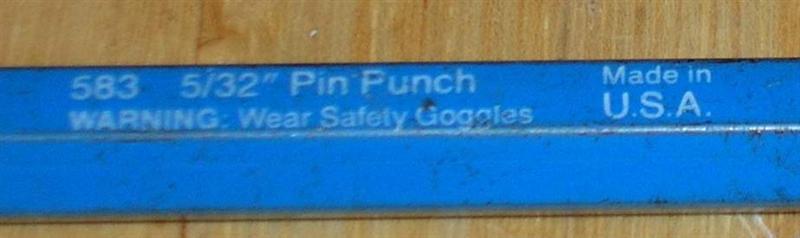 583 5/32" Pin Punch
WARNING: Wear Safety Goggles
Made in
U.S.A.